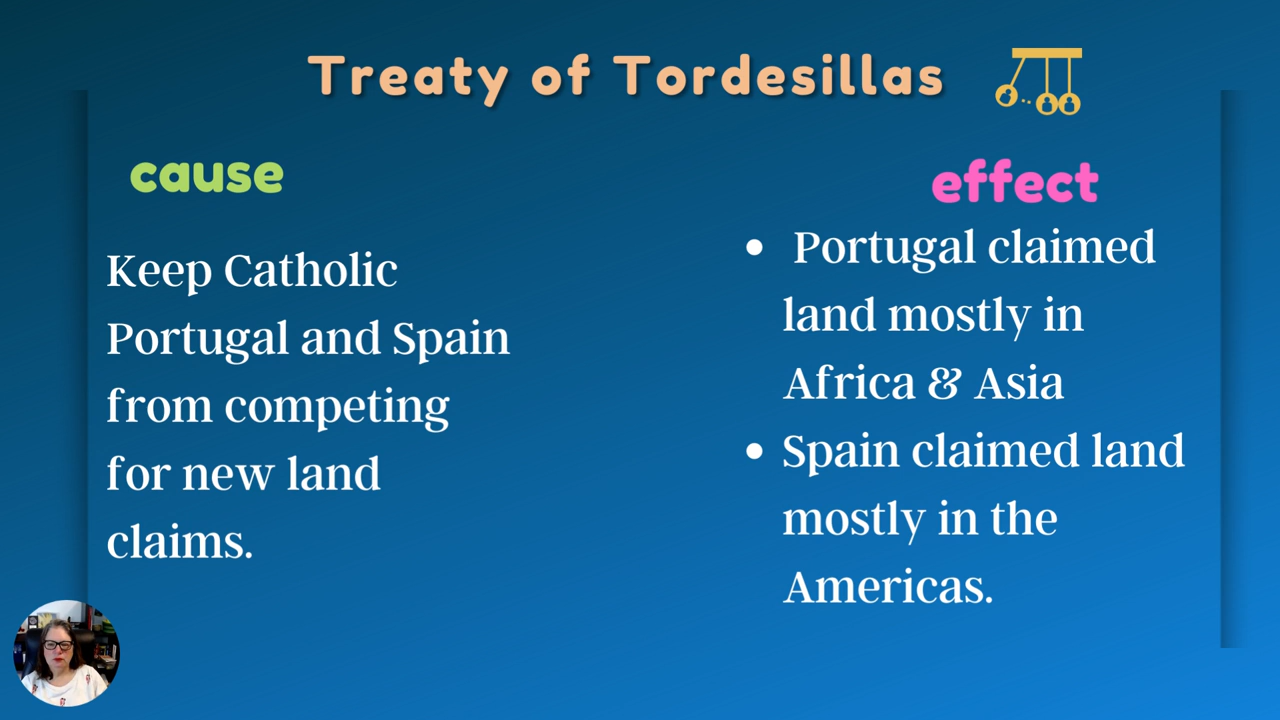 Treaty of Tordesillas
cause
Keep Catholic
Portugal and Spain
from competing
for new land
claims.
effect
• Portugal claimed
land mostly in
Africa & Asia
• Spain claimed land
mostly in the
Americas.